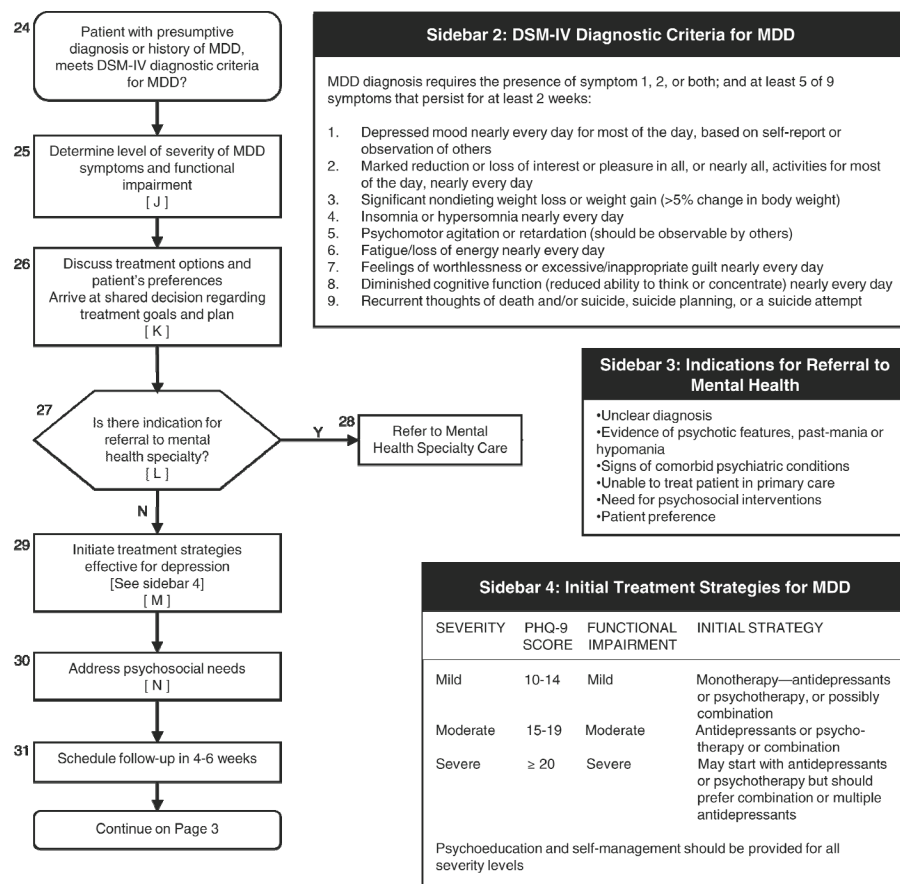 24
Patient with presumptive
diagnosis or history of MDD,
meets DSM-IV diagnostic criteria
for MDD?
25
Determine level of severity of MDD
symptoms and functional
impairment
[ J ]
26
Discuss treatment options and
patient's preferences
Arrive at shared decision regarding
treatment goals and plan
[ K ]
27
Is there indication for
referral to mental
health specialty?
[ L ]
Y
28
Refer to Mental
Health Specialty Care
N
29
Initiate treatment strategies
effective for depression
[See sidebar 4]
[ M ]
30
Address psychosocial needs
[ N ]
31
Schedule follow-up in 4-6 weeks
Continue on Page 3
Sidebar 2: DSM-IV Diagnostic Criteria for MDD
MDD diagnosis requires the presence of symptom 1, 2, or both; and at least 5 of 9
symptoms that persist for at least 2 weeks:
1. Depressed mood nearly every day for most of the day, based on self-report or
observation of others
2. Marked reduction or loss of interest or pleasure in all, or nearly all, activities for most
of the day, nearly every day
3. Significant nondieting weight loss or weight gain (>5% change in body weight)
4. Insomnia or hypersomnia nearly every day
5. Psychomotor agitation or retardation (should be observable by others)
6. Fatigue/loss of energy nearly every day
7. Feelings of worthlessness or excessive/inappropriate guilt nearly every day
8. Diminished cognitive function (reduced ability to think or concentrate) nearly every day
9. Recurrent thoughts of death and/or suicide, suicide planning, or a suicide attempt
Sidebar 3: Indications for Referral to
Mental Health
•Unclear diagnosis
•Evidence of psychotic features, past-mania or
hypomania
•Signs of comorbid psychiatric conditions
•Unable to treat patient in primary care
•Need for psychosocial interventions
•Patient preference
Sidebar 4: Initial Treatment Strategies for MDD
SEVERITY PHQ-9 FUNCTIONAL INITIAL STRATEGY
SCORE IMPAIRMENT
Mild 10-14 Mild Monotherapy—antidepressants
or psychotherapy, or possibly
combination
Moderate 15-19 Moderate Antidepressants or psycho-
therapy or combination
Severe ≥ 20 Severe May start with antidepressants
or psychotherapy but should
prefer combination or multiple
antidepressants
Psychoeducation and self-management should be provided for all
severity levels